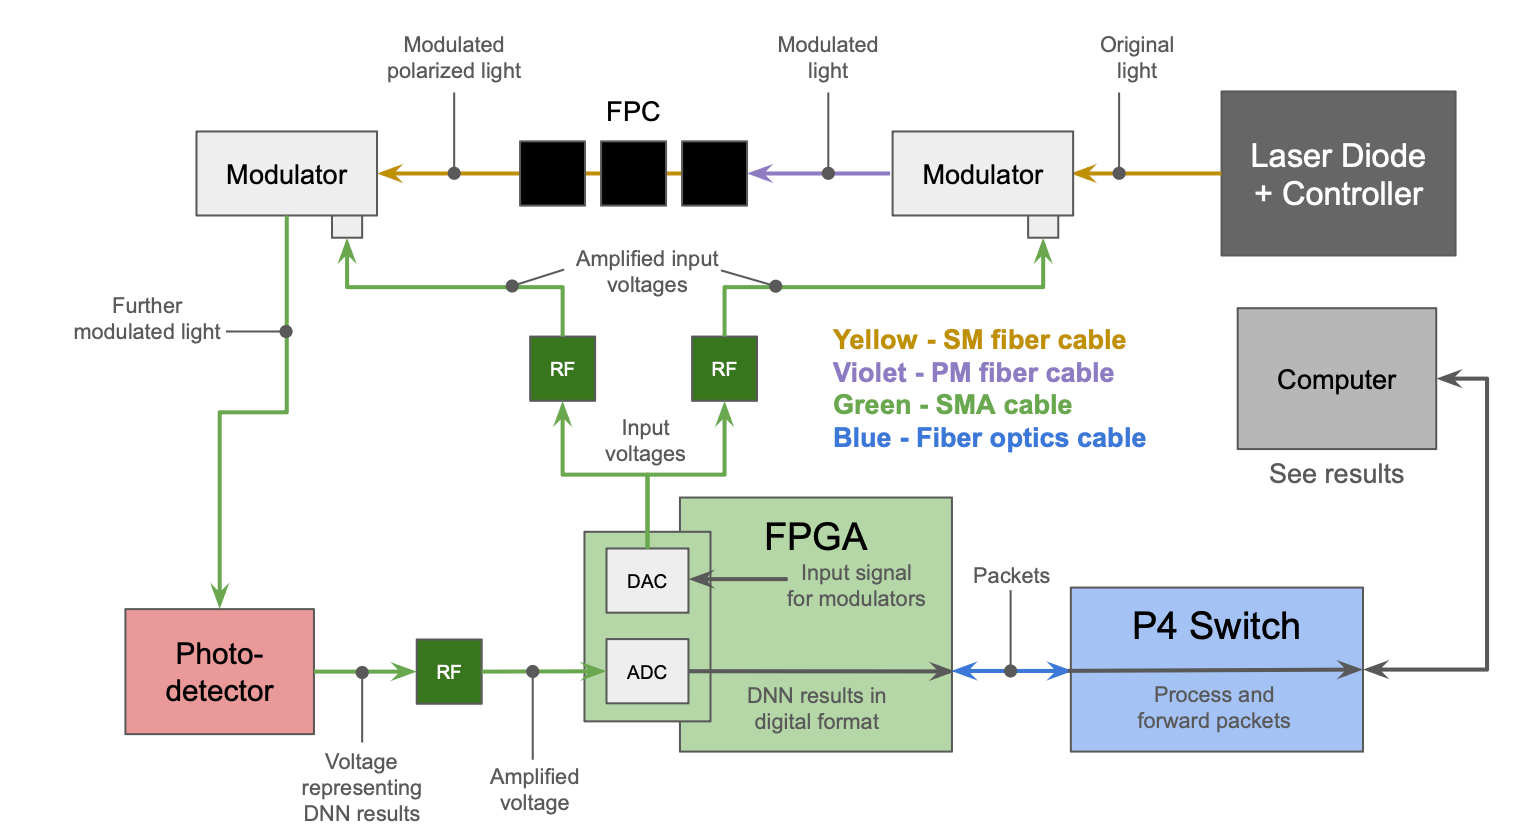 Modulated
polarized light
Modulated
light
Original
light
FPC
Modulator
Modulator
Laser Diode
+ Controller
Amplified input
voltages
Further
modulated light
RF
RF
Yellow - SM fiber cable
Violet - PM fiber cable
Green - SMA cable
Blue - Fiber optics cable
Computer
See results
Input
voltages
FPGA
DAC
Input signal
for modulators
Packets
P4 Switch
Photo-
detector
RF
ADC
DNN results in
digital format
Process and
forward packets
Voltage
representing
DNN results
Amplified
voltage